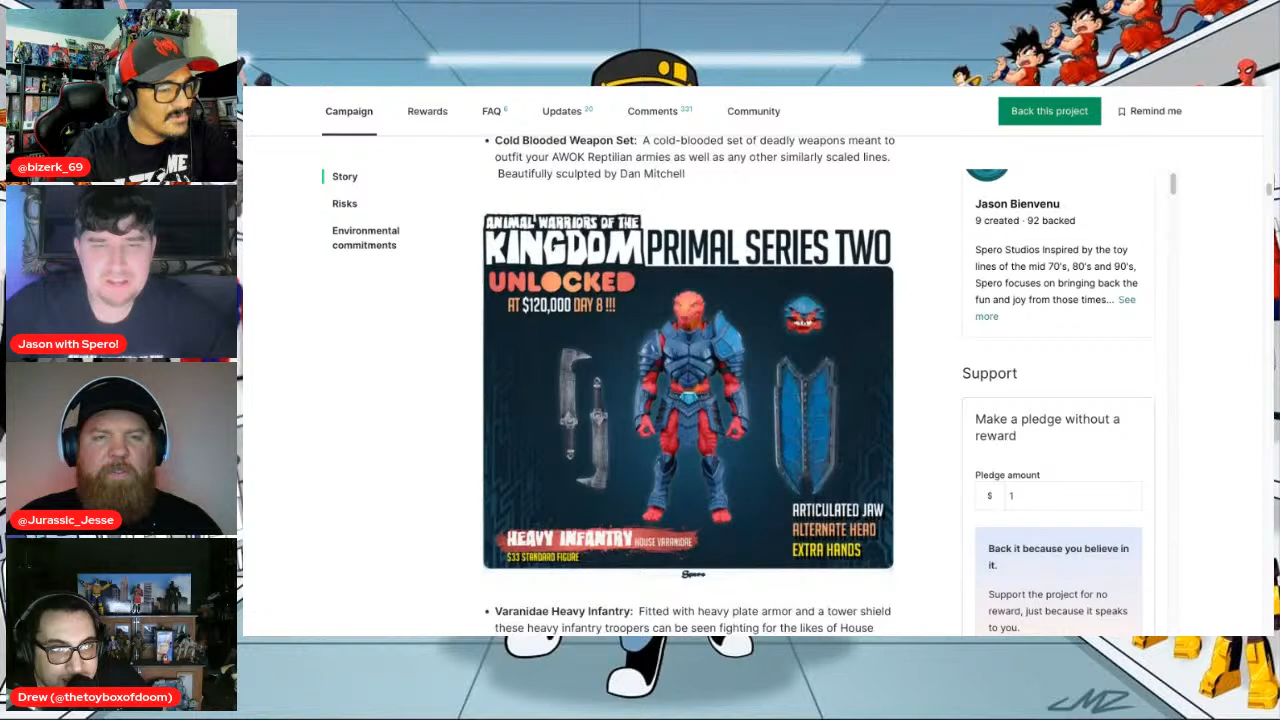 @bizerk_69
Jason with Spero!
@Jurassic_Jesse
Drew (@thetoyboxofdoom)
Campaign
Rewards
FAQ 6
Updates 20
Comments 331
Community
Back this project
Remind me
Story
Risks
Environmental
commitments
• Cold Blooded Weapon Set: A cold-blooded set of deadly weapons meant to
outfit your AWOK Reptilian armies as well as any other similarly scaled lines.
Beautifully sculpted by Dan Mitchell
ANIMAL WARRIORS OF THE
KINGDOM PRIMAL SERIES TWO
UNLOCKED
AT $120,000 DAY 8 !!!
ARTICULATED JAW
ALTERNATE HEAD
EXTRA HANDS
HEAVY INFANTRY HOUSE VARANIDAE
$33 STANDARD FIGURE
Spero
• Varanidae Heavy Infantry: Fitted with heavy plate armor and a tower shield
these heavy infantry troopers can be seen fighting for the likes of House
Jason Bienvenu
9 created · 92 backed
Spero Studios Inspired by the toy
lines of the mid 70's, 80's and 90's,
Spero focuses on bringing back the
fun and joy from those times... See
more
Support
Make a pledge without a
reward
Pledge amount
$ 1
Back it because you believe in
it.
Support the project for no
reward, just because it speaks
to you.